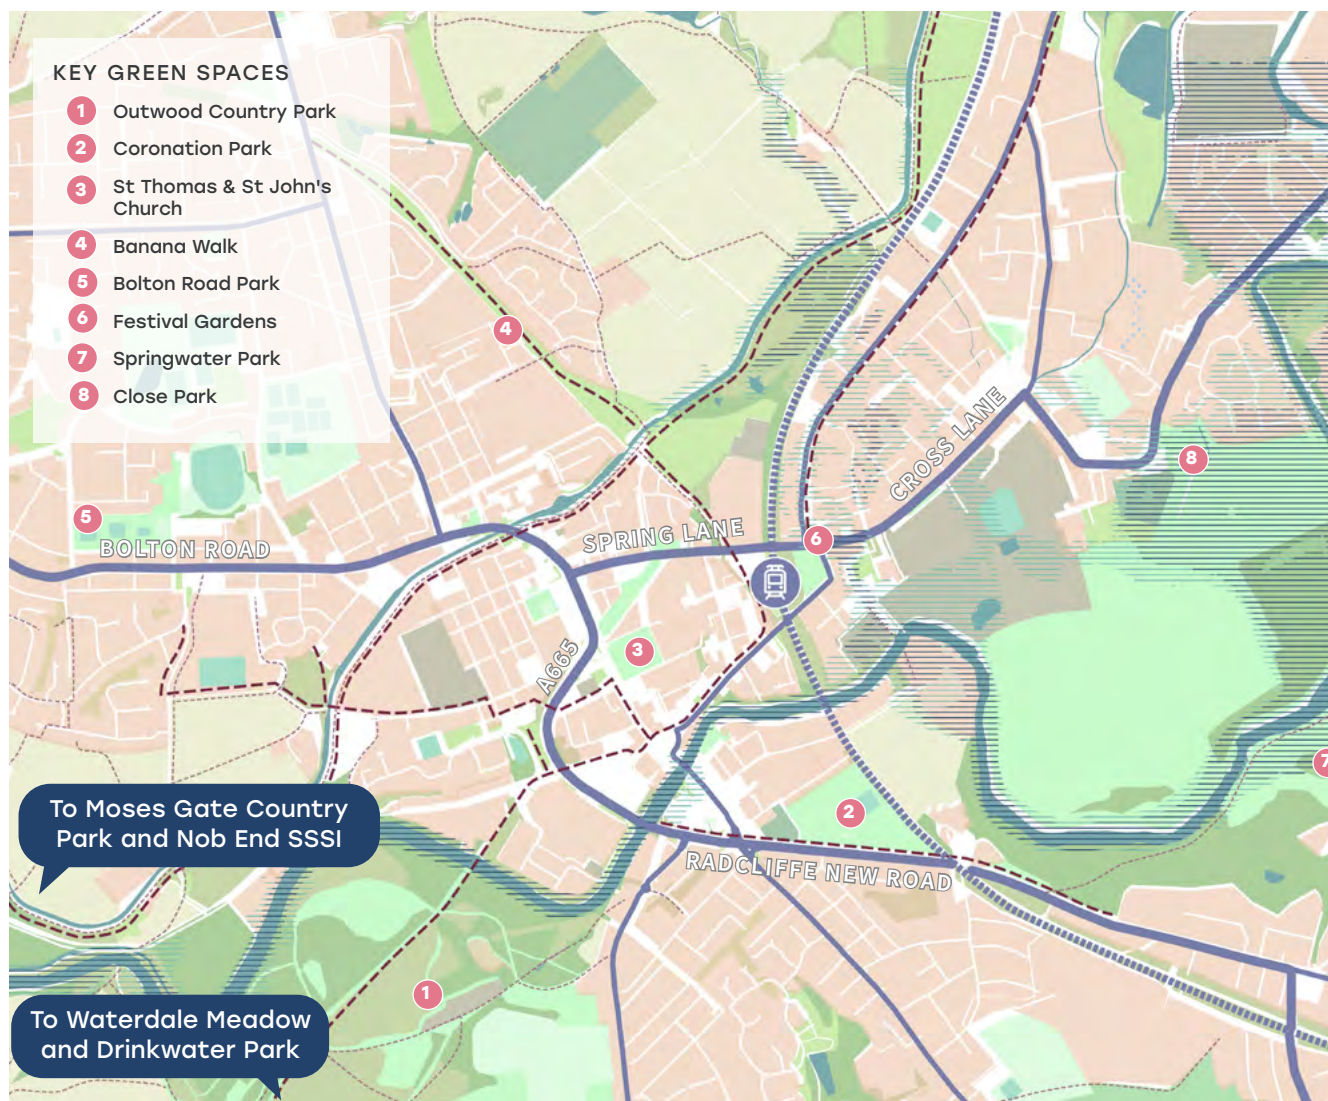 KEY GREEN SPACES
1 Outwood Country Park
2 Coronation Park
3 St Thomas & St John's
Church
4 Banana Walk
5 Bolton Road Park
6 Festival Gardens
7 Springwater Park
8 Close Park
4
8
CROSS LANE
5
BOLTON ROAD
SPRING LANE
6
3
A665
7
To Moses Gate Country
Park and Nob End SSSI
2
RADCLIFFE NEW ROAD
1
To Waterdale Meadow
and Drinkwater Park